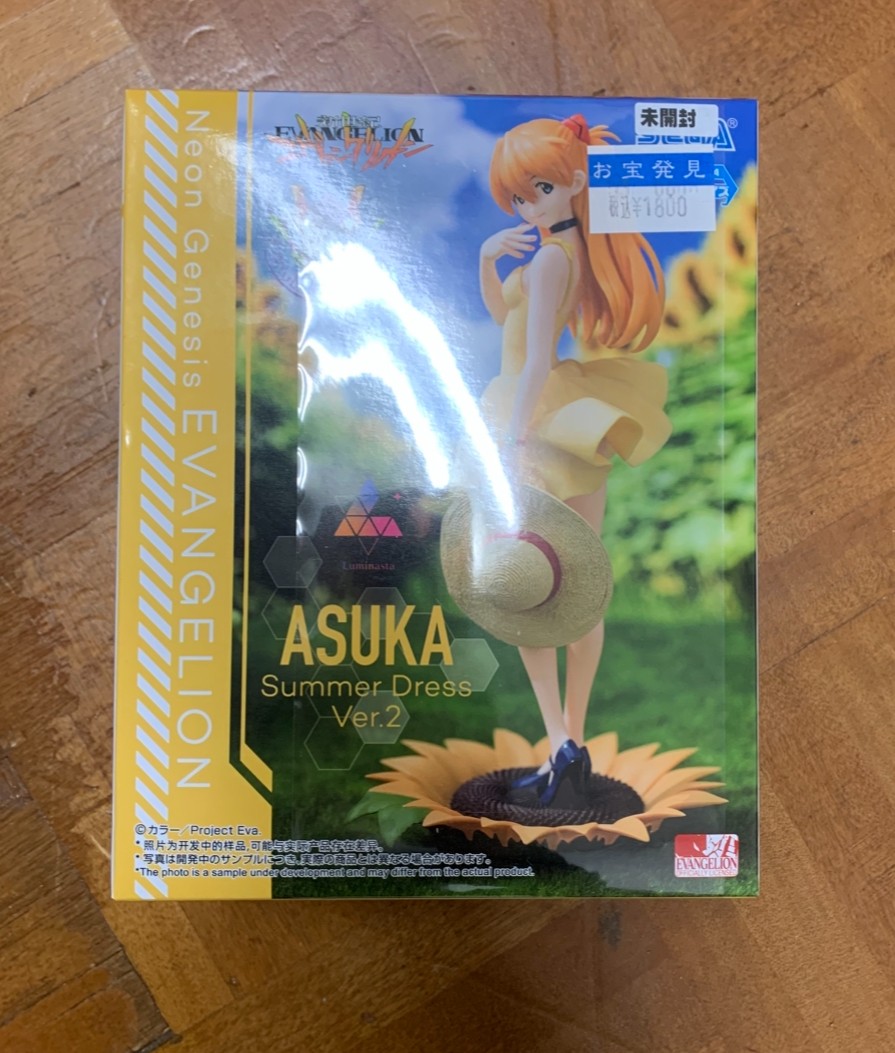 Neon Genesis EVANGELION
EVANGELION
未開封
SEGA®
お宝発見
税込¥1800
Luminasta
ASUKA
Summer Dress
Ver.2
©カラー/Project Eva.
*照片为开发中的样品,可能与实际产品存在差异。
*写真は開発中のサンプルにつき、実際の商品とは異なる場合があります。
*The photo is a sample under development and may differ from the actual product.
EVANGELION
OFFICIALLY LICENSED